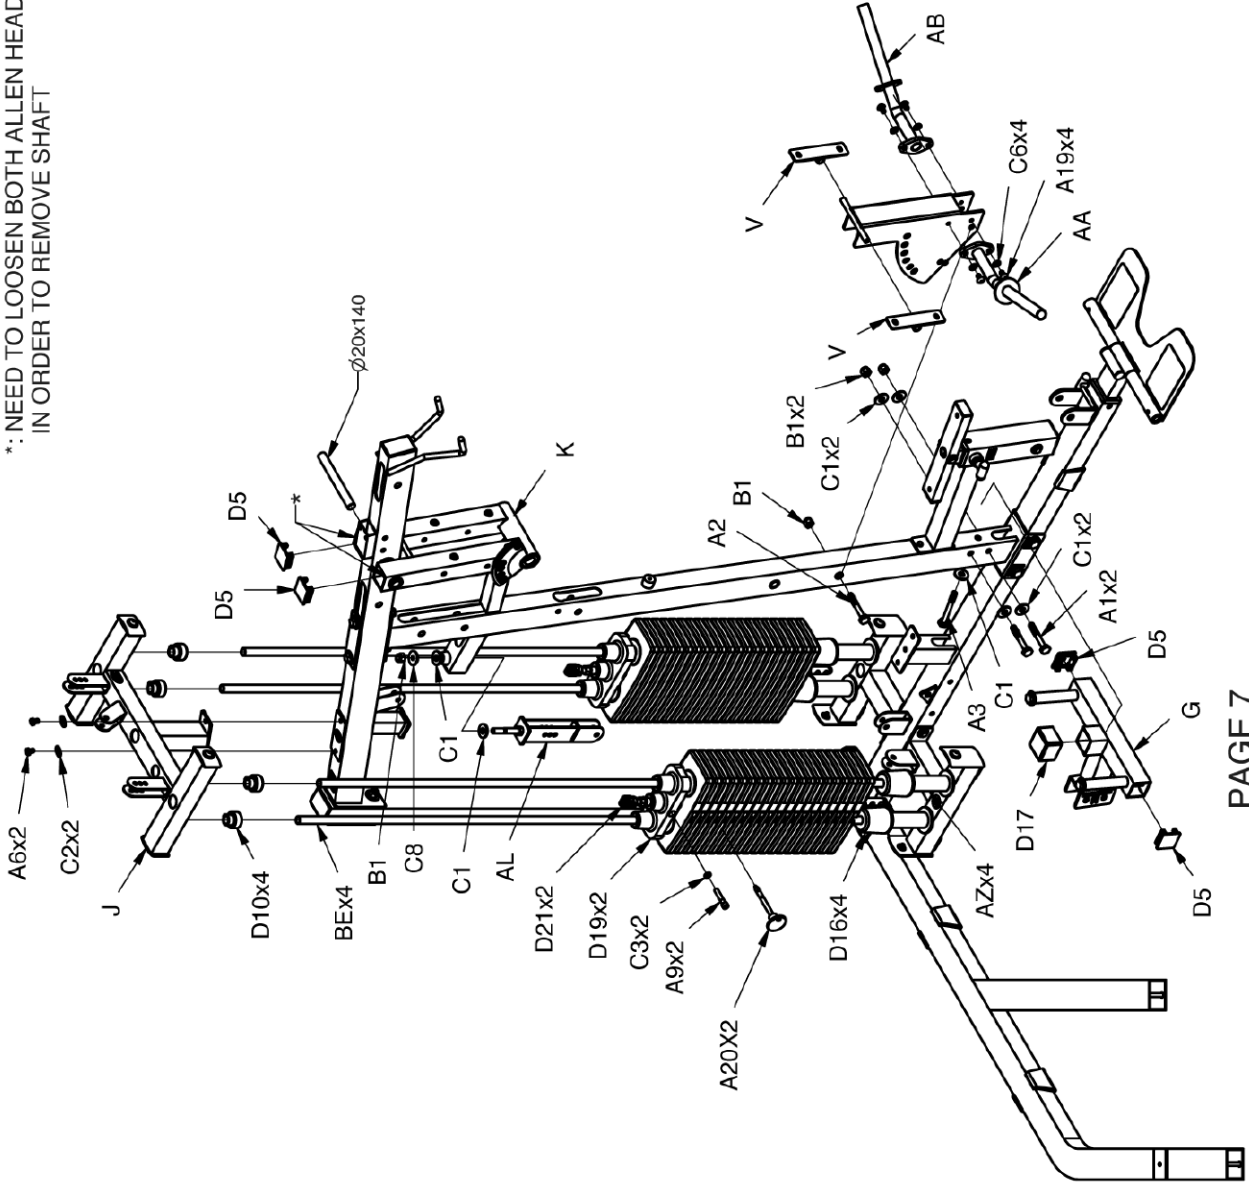 *: NEED TO LOOSEN BOTH ALLEN HEAD
IN ORDER TO REMOVE SHAFT
A6x2
C2x2
J
D10x4
BEx4
B1
C8
C1
AL
D21x2
D19x2
C3x2
A9x2
A20X2
D16x4
AZx4
D5
D5
*
Ø20x140
K
C1
A2
B1
C1x2
B1x2
V
V
AB
C6x4
A19x4
AA
C1x2
A1x2
D5
C1
A3
G
D17
D5
PAGE 7